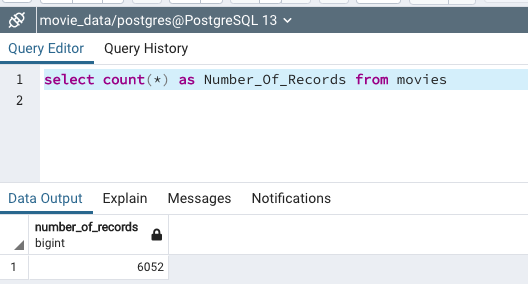 movie_data/postgres@PostgreSQL 13
Query Editor Query History
1 select count(*) as Number_Of_Records from movies
2
Data Output Explain Messages Notifications
number_of_records
bigint
1 6052